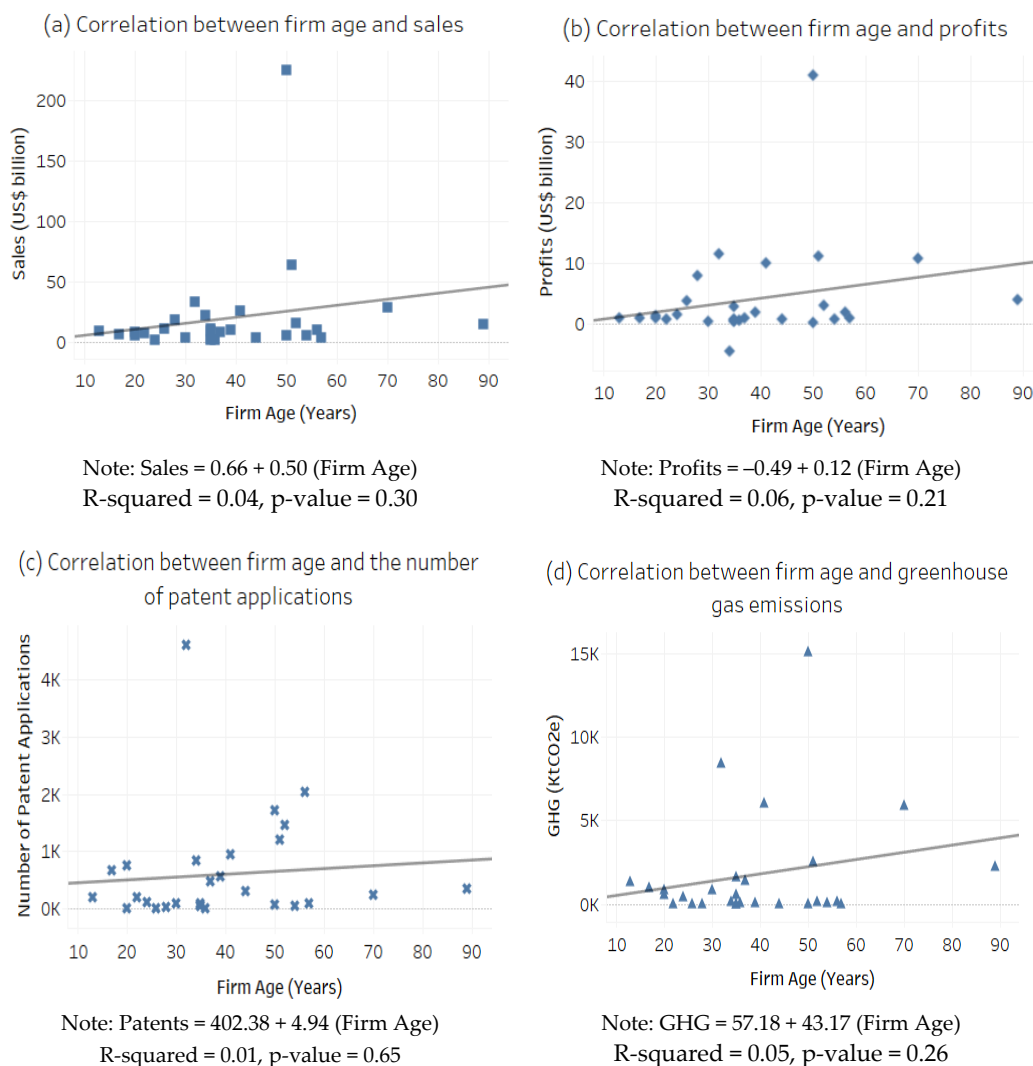 (a) Correlation between firm age and sales
200
150
100
50
0
Sales (US$ billion)
10 20 30 40 50 60 70 80 90
Firm Age (Years)
Note: Sales = 0.66 + 0.50 (Firm Age)
R-squared = 0.04, p-value = 0.30
(b) Correlation between firm age and profits
40
30
20
10
0
Profits (US$ billion)
10 20 30 40 50 60 70 80 90
Firm Age (Years)
Note: Profits = –0.49 + 0.12 (Firm Age)
R-squared = 0.06, p-value = 0.21
(c) Correlation between firm age and the number
of patent applications
4K
3K
2K
1K
0K
Number of Patent Applications
10 20 30 40 50 60 70 80 90
Firm Age (Years)
Note: Patents = 402.38 + 4.94 (Firm Age)
R-squared = 0.01, p-value = 0.65
(d) Correlation between firm age and greenhouse
gas emissions
15K
10K
5K
0K
GHG (KtCO2e)
10 20 30 40 50 60 70 80 90
Firm Age (Years)
Note: GHG = 57.18 + 43.17 (Firm Age)
R-squared = 0.05, p-value = 0.26